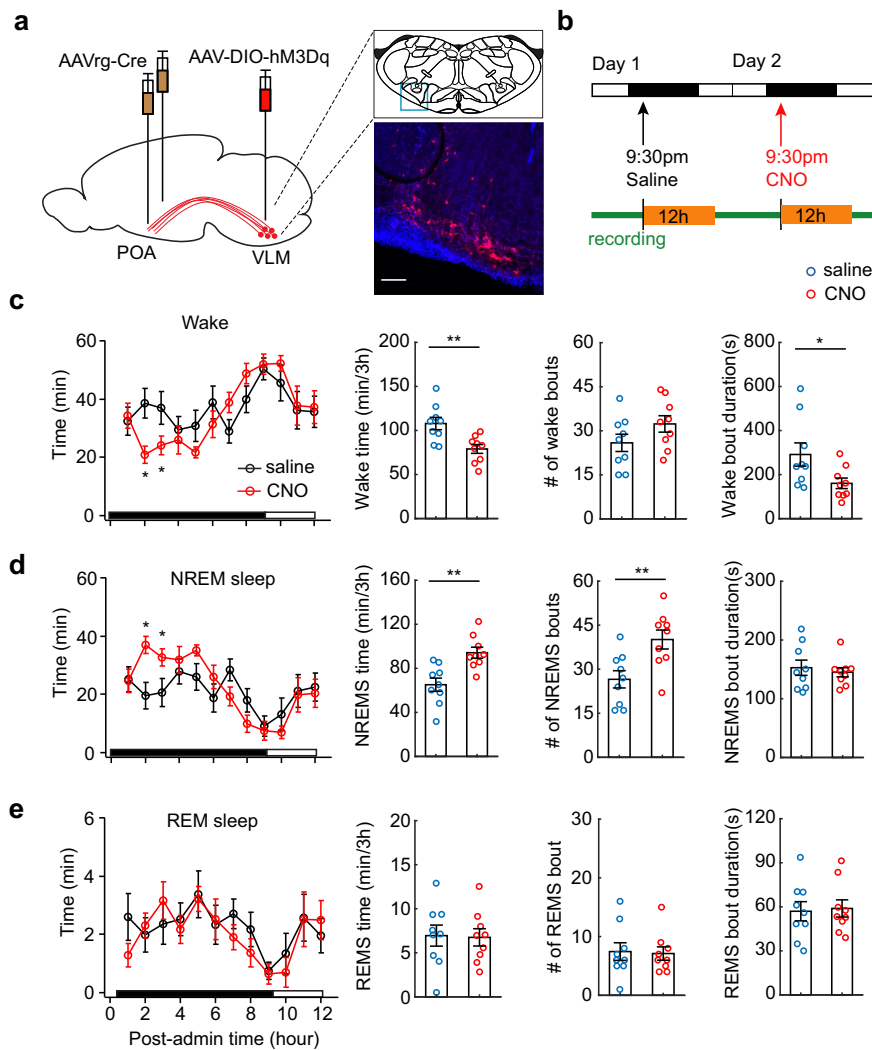 a
AAVrg-Cre
AAV-DIO-hM3Dq
POA
VLM
b
Day 1
Day 2
9:30pm
Saline
9:30pm
CNO
12h
12h
recording
saline
CNO
c
Wake
Time (min)
60
40
20
0
saline
CNO
* *
Wake time (min/3h)
200
150
100
50
0
**
# of wake bouts
60
45
30
15
0
Wake bout duration(s)
800
600
400
200
0
*
d
NREM sleep
Time (min)
60
40
20
0
* *
NREMS time (min/3h)
160
120
80
40
0
**
# of NREMS bouts
60
45
30
15
0
**
NREMS bout duration(s)
300
200
100
0
e
REM sleep
Time (min)
6
4
2
0
0 2 4 6 8 10 12
Post-admin time (hour)
REMS time (min/3h)
20
15
10
5
0
# of REMS bout
30
20
10
0
REMS bout duration(s)
120
90
60
30
0